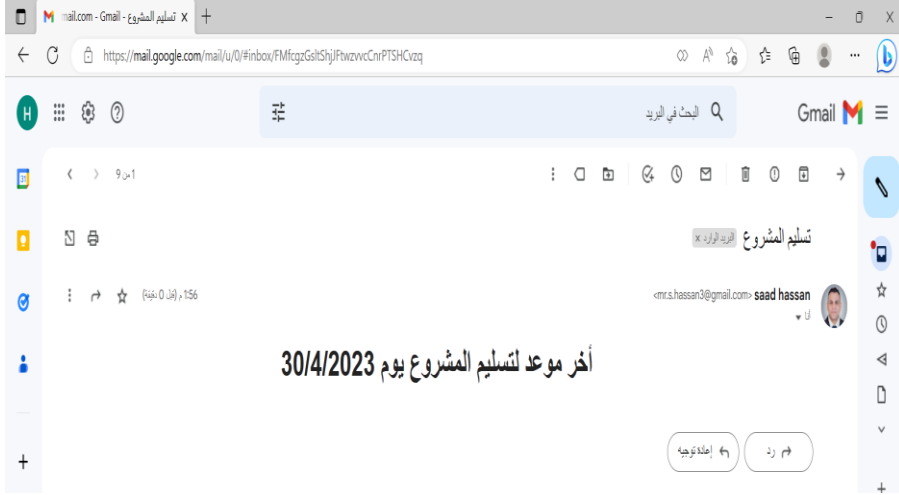 تسليم المشروع - mail.com - Gmail
https://mail.google.com/mail/u/0/#inbox/FMfcgzGsltShjJFtwzvvcCnrPTSHCvzq
Gmail
البحث في البريد
H
1 من 9
تسليم المشروع
البريد الوارد x
saad hassan <mr.s.hassan3@gmail.com>
1:56 م (قبل 0 دقيقة)
أنا
أخر موعد لتسليم المشروع يوم 30/4/2023
رد
إعادة توجيه
31